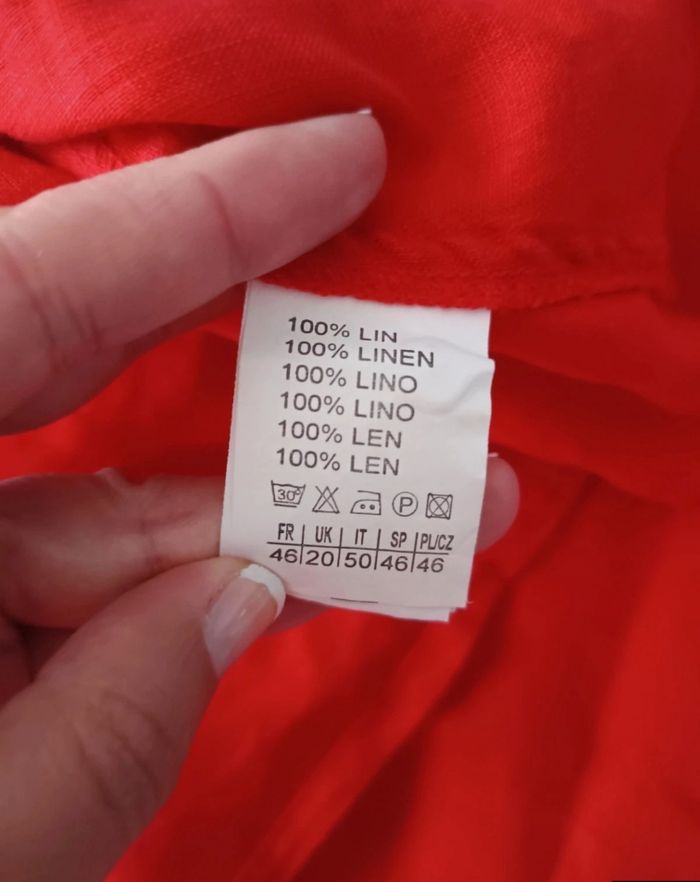 100% LIN
100% LINEN
100% LINO
100% LINO
100% LEN
100% LEN
30° P
FR | UK | IT | SP | PL/CZ
46|20|50|46|46